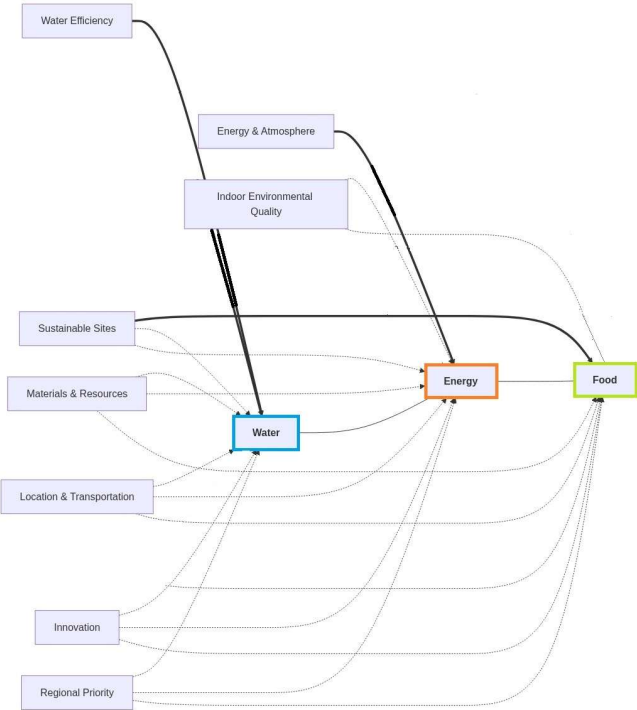 Water Efficiency
Energy & Atmosphere
Indoor Environmental
Quality
Sustainable Sites
Materials & Resources
Energy
Food
Water
Location & Transportation
Innovation
Regional Priority